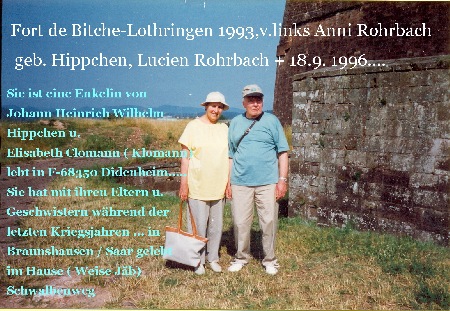 Fort de Bitche-Lothringen 1993,v.links Anni Rohrbach
geb. Hippchen, Lucien Rohrbach + 18.9. 1996....
Sie ist eine Enkelin von
Johann Heinrich Wilhelm
Hippchen u.
Elisabeth Clomann ( Klomann)
lebt in F-68350 Didenheim.....
Sie hat mit ihren Eltern u.
Geschwistern während der
letzten Kriegsjahren ... in
Braunshausen / Saar gelebt
im Hause ( Weise Jäb)
Schwalbenweg